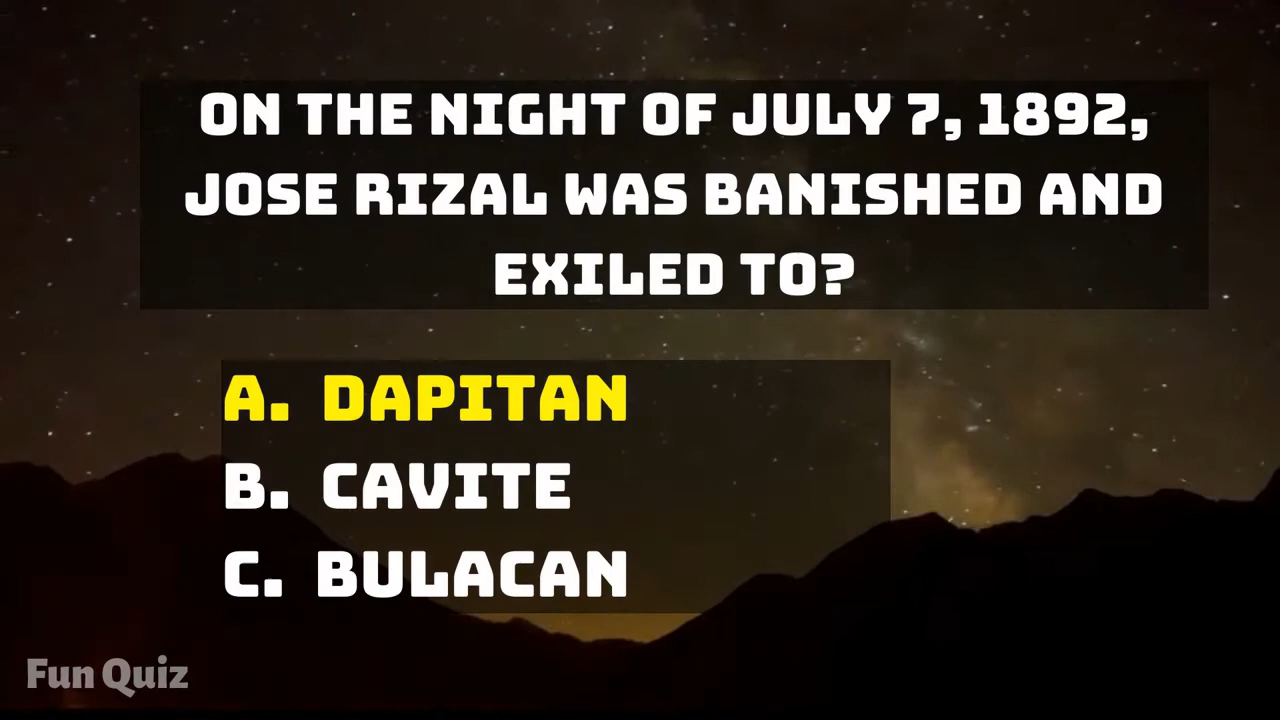 ON THE NIGHT OF JULY 7, 1892,
JOSE RIZAL WAS BANISHED AND
EXILED TO?
A. DAPITAN
B. CAVITE
C. BULACAN
Fun Quiz